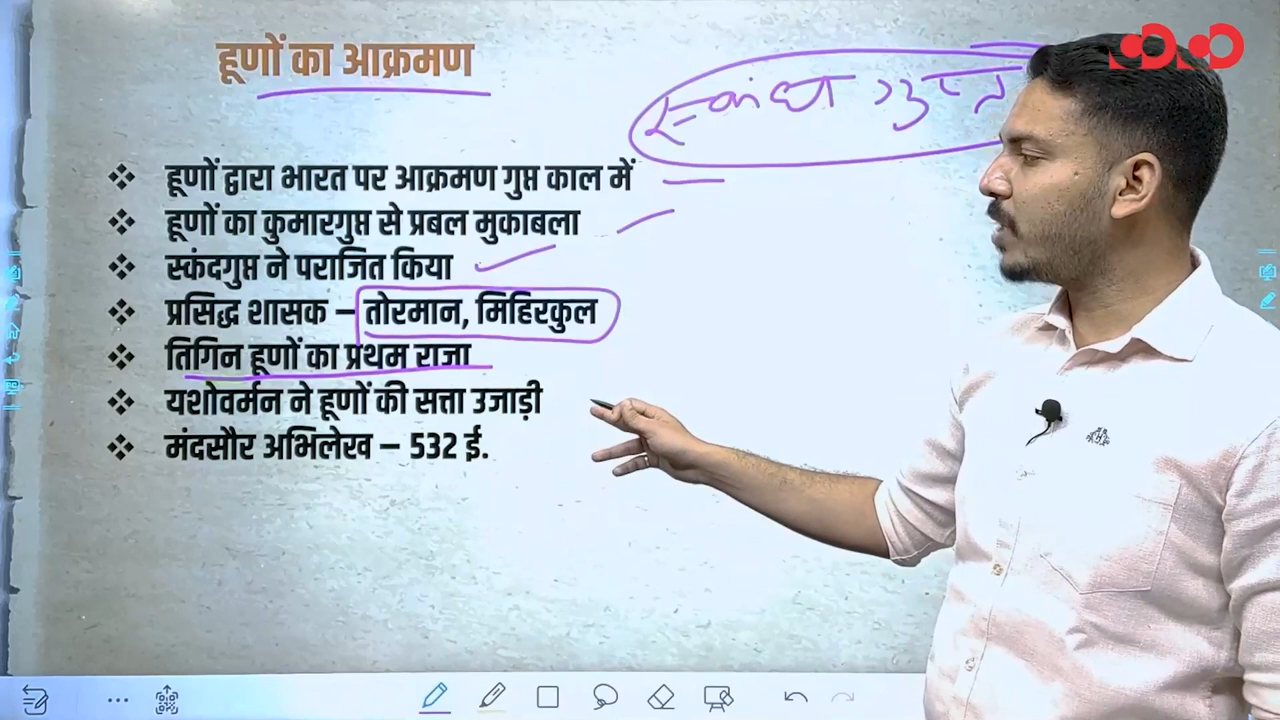 हूणों का आक्रमण
स्कंधगुप्त
हूणों द्वारा भारत पर आक्रमण गुप्त काल में
हूणों का कुमारगुप्त से प्रबल मुकाबला
स्कंदगुप्त ने पराजित किया
प्रसिद्ध शासक – तोरमान, मिहिरकुल
तिगिन हूणों का प्रथम राजा
यशोवर्मन ने हूणों की सत्ता उजाड़ी
मंदसौर अभिलेख – 532 ई.